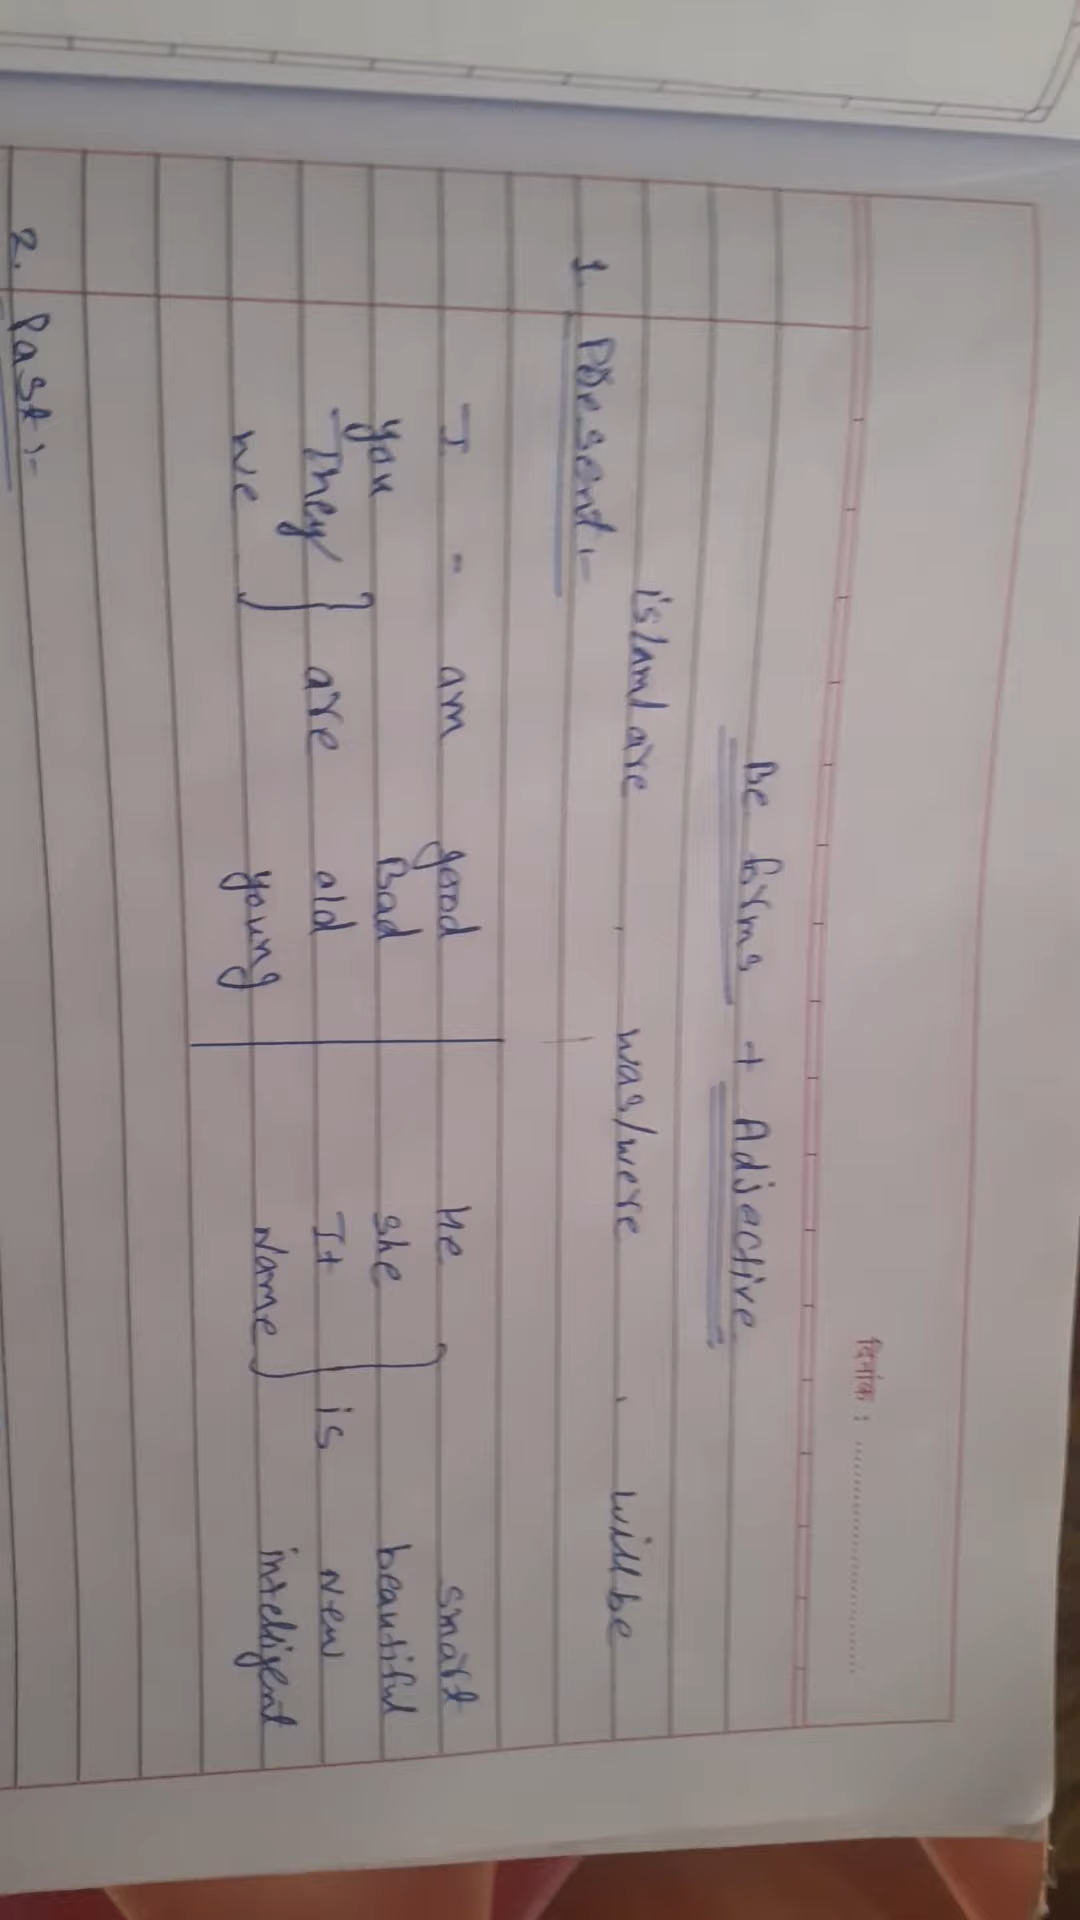 दिनांक :
Be forms + Adjective
is/am/are , was/were , will be
1. Present :-
I - am good He smart
you Bad she beautiful
They } are old It } is New
we young Name intelligent
2. Past :-